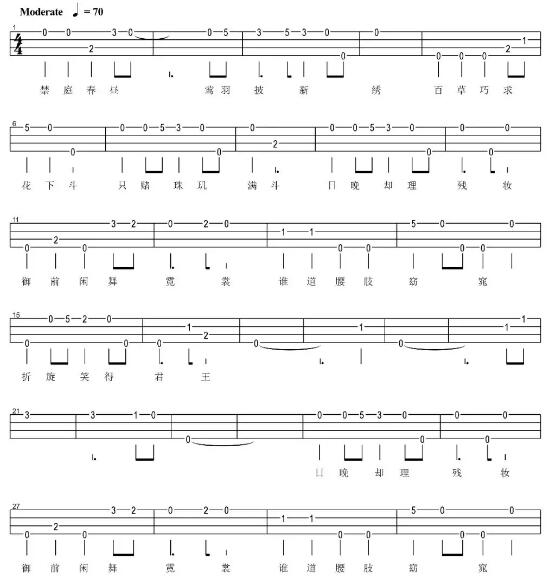 Moderate ♩ = 70
1
4 4 0 0 2 3 0 0 5 3 5 3 0 0 0 0 0 0 2 1
禁 庭 春 昼 莺 羽 披 新 绣 百 草 巧 求
6
5 0 0 0 0 5 3 0 0 0 2 0 0 5 3 0 0 0 0 0
花 下 斗 只 赌 珠 玑 满 斗 日 晚 却 理 残 妆
11
0 2 0 3 2 0 2 0 1 1 0 0 5 0 0 0 0
御 前 闲 舞 霓 裳 谁 道 腰 肢 窈 窕
15
0 0 5 2 0 0 0 1 2 0 0 1 0 0 1 1
折 旋 笑 得 君 王
21
3 3 1 0 0 0 0 0 5 3 0 0 0 0 0
日 晚 却 理 残 妆
27
0 2 0 3 2 0 2 0 1 1 0 0 5 0 0 0 0
御 前 闲 舞 霓 裳 谁 道 腰 肢 窈 窕